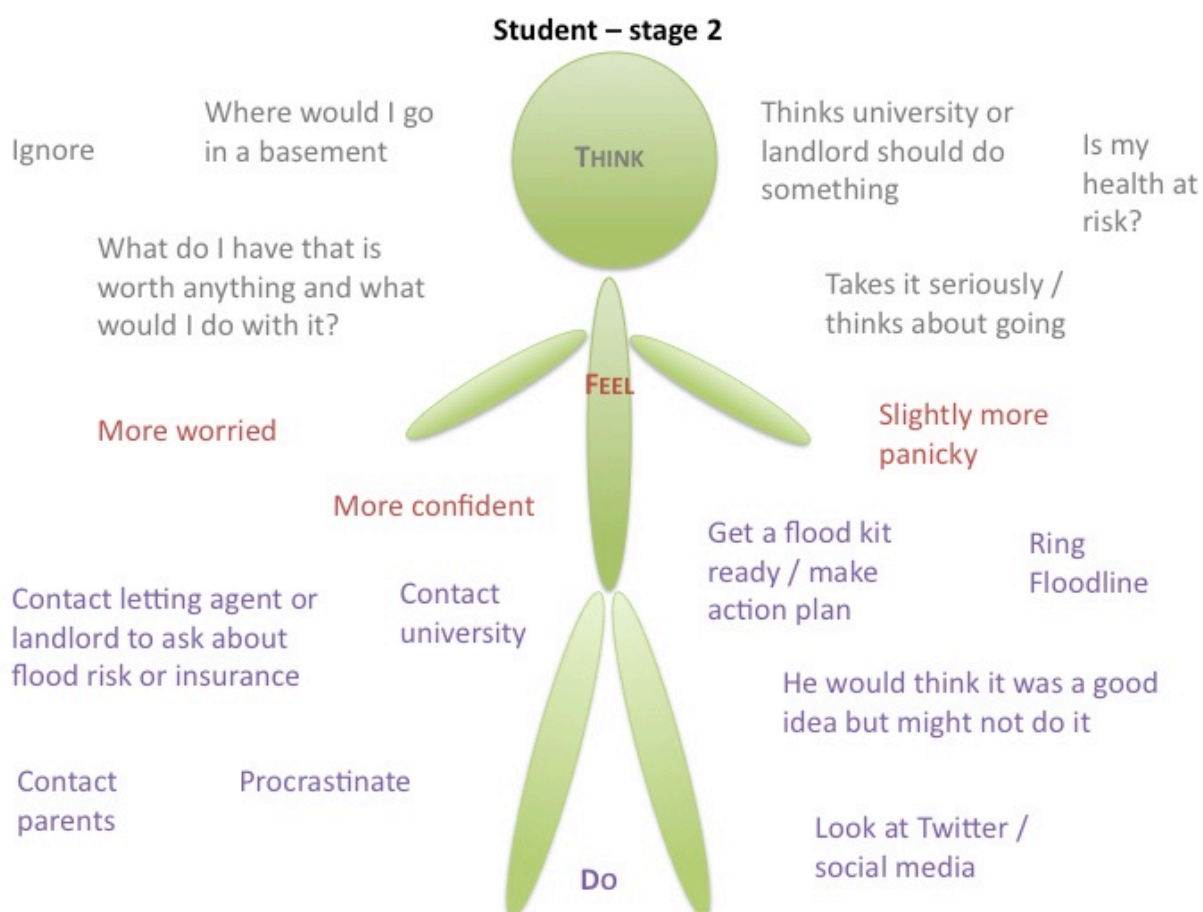 Student – stage 2
Ignore
Where would I go
in a basement
THINK
Thinks university or
landlord should do
something
Is my
health at
risk?
What do I have that is
worth anything and what
would I do with it?
Takes it seriously /
thinks about going
FEEL
More worried
Slightly more
panicky
More confident
Get a flood kit
ready / make
action plan
Ring
Floodline
Contact letting agent or
landlord to ask about
flood risk or insurance
Contact
university
He would think it was a good
idea but might not do it
Contact
parents
Procrastinate
Look at Twitter /
social media
DO